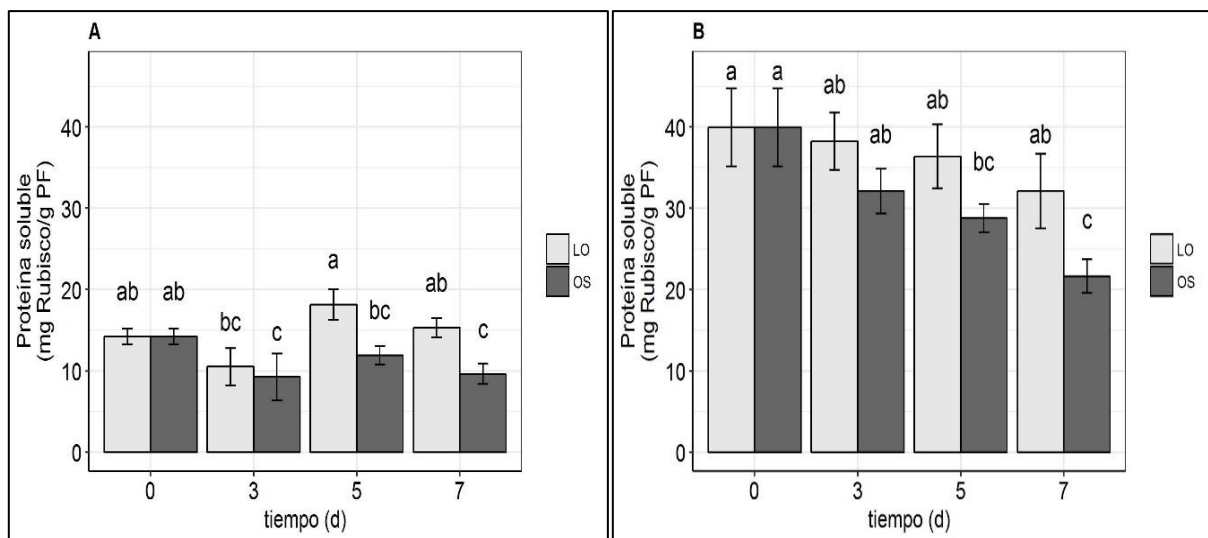 A
Proteína soluble
(mg Rubisco/g PF)
40
30
20
10
0
ab
ab
bc
c
a
bc
ab
c
0
3
5
7
tiempo (d)
LO
OS
B
Proteína soluble
(mg Rubisco/g PF)
40
30
20
10
0
a
a
ab
ab
ab
bc
ab
c
0
3
5
7
tiempo (d)
LO
OS